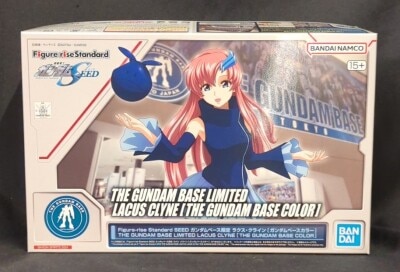 Figure-rise Standard
SEED
BANDAI NAMCO
15+
THE GUNDAM BASE
TOKYO
THE GUNDAM BASE LIMITED
LACUS CLYNE [THE GUNDAM BASE COLOR]
Figure-rise Standard SEED ガンダムベース限定 ラクス・クライン[ガンダムベースカラー]
THE GUNDAM BASE LIMITED LACUS CLYNE [THE GUNDAM BASE COLOR]
BANDAI